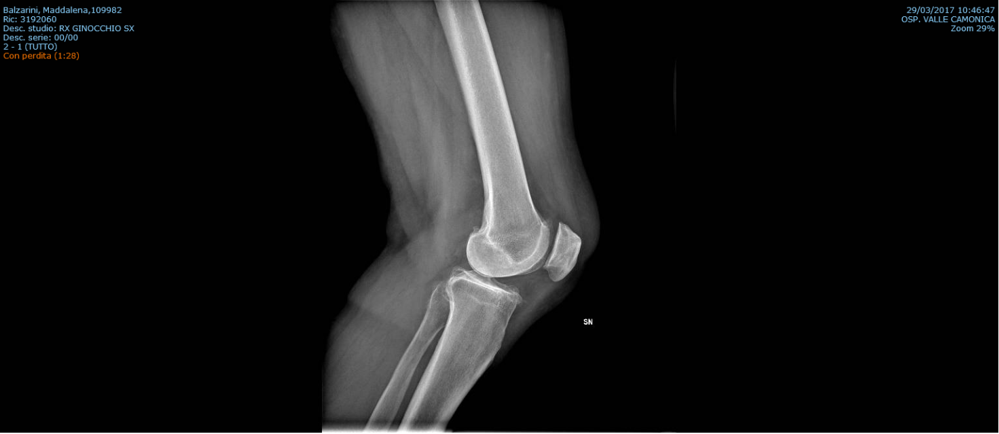 Balzarini, Maddalena,109982
Ric: 3192060
Desc. studio: RX GINOCCHIO SX
Desc. serie: 00/00
2 - 1 (TUTTO)
Con perdita (1:28)
29/03/2017 10:46:47
OSP. VALLE CAMONICA
Zoom 29%
SN